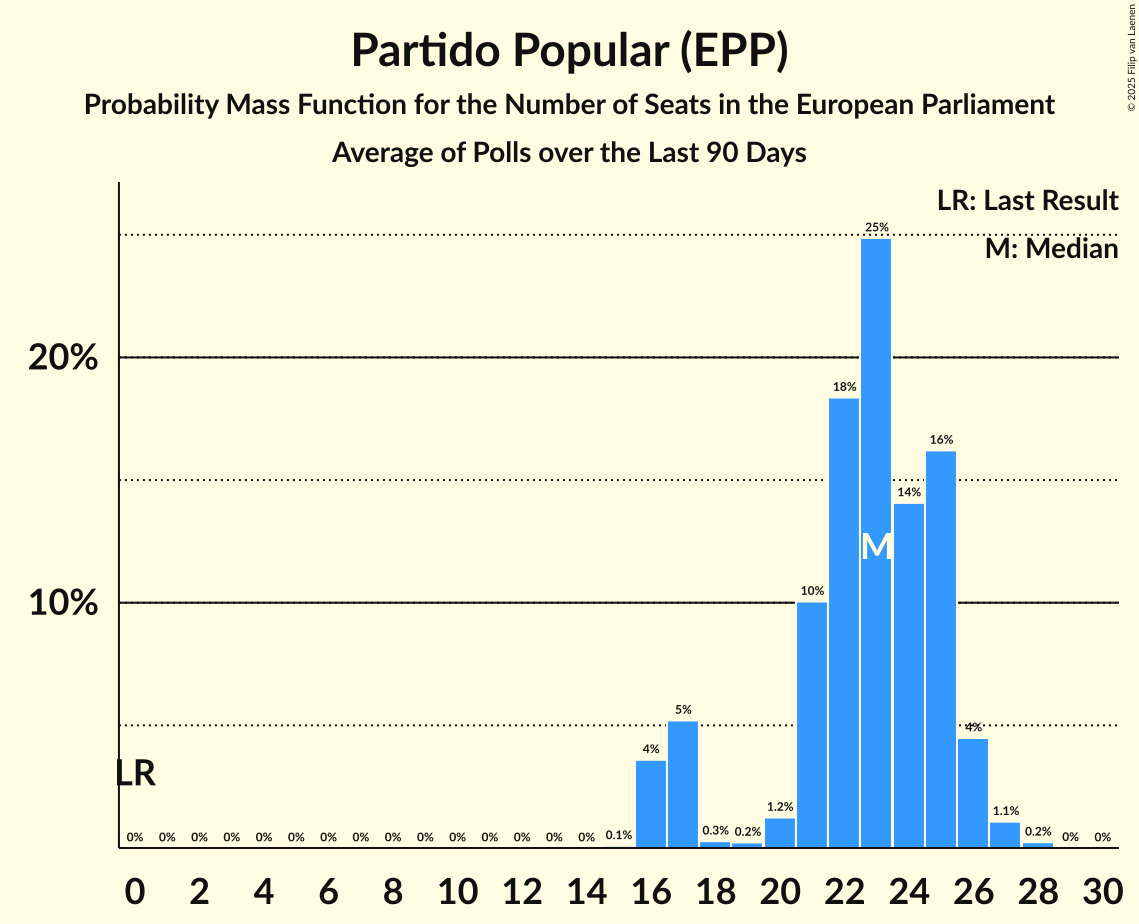 Partido Popular (EPP)
Probability Mass Function for the Number of Seats in the European Parliament
Average of Polls over the Last 90 Days
© 2025 Filip van Laenen
LR: Last Result
M: Median
20%
10%
25%
18%
16%
14%
M
10%
5%
4%
4%
LR
1.2%
1.1%
0% 0% 0% 0% 0% 0% 0% 0% 0% 0% 0% 0% 0% 0% 0% 0.1% 0.3% 0.2% 0.2% 0% 0%
0 2 4 6 8 10 12 14 16 18 20 22 24 26 28 30